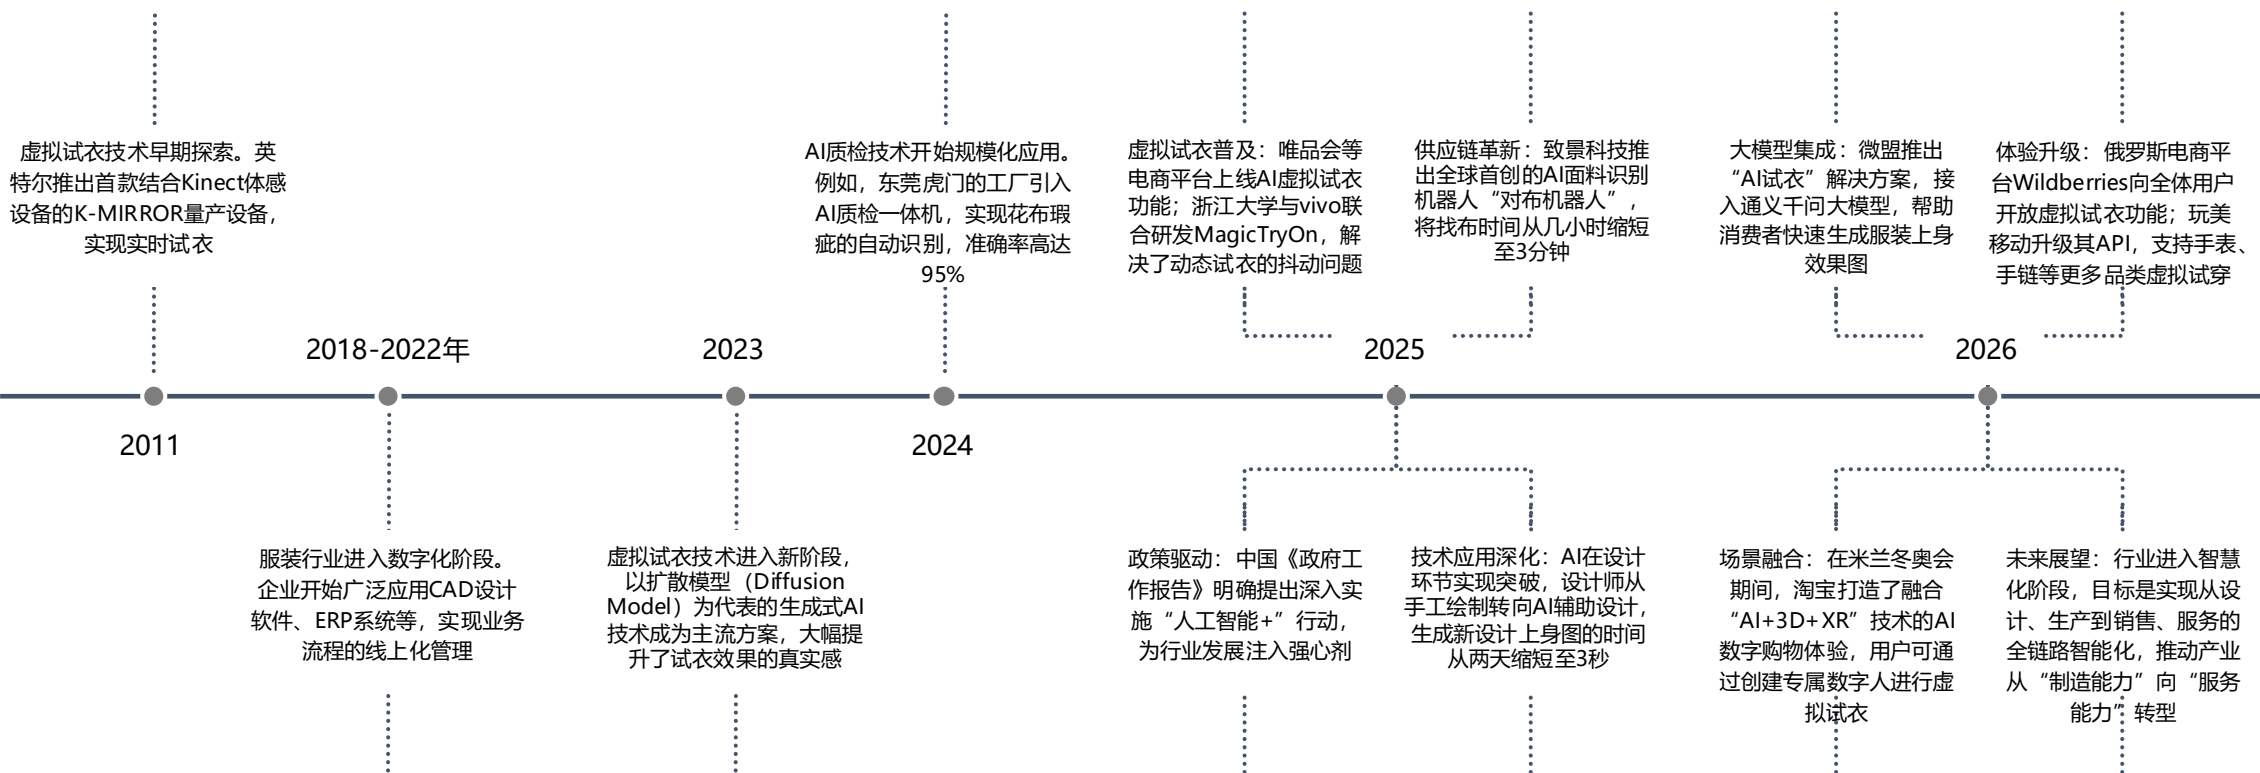 虚拟试衣技术早期探索。英
特尔推出首款结合Kinect体感
设备的K-MIRROR量产设备，
实现实时试衣
2011
2018-2022年
服装行业进入数字化阶段。
企业开始广泛应用CAD设计
软件、ERP系统等，实现业务
流程的线上化管理
2023
虚拟试衣技术进入新阶段，
以扩散模型（Diffusion
Model）为代表的生成式AI
技术成为主流方案，大幅提
升了试衣效果的真实感
AI质检技术开始规模化应用。
例如，东莞虎门的工厂引入
AI质检一体机，实现花布瑕
疵的自动识别，准确率高达
95%
2024
虚拟试衣普及：唯品会等
电商平台上线AI虚拟试衣
功能；浙江大学与vivo联
合研发MagicTryOn，解
决了动态试衣的抖动问题
供应链革新：致景科技推
出全球首创的AI面料识别
机器人“对布机器人”，
将找布时间从几小时缩短
至3分钟
2025
政策驱动：中国《政府工
作报告》明确提出深入实
施“人工智能+”行动，
为行业发展注入强心剂
技术应用深化：AI在设计
环节实现突破，设计师从
手工绘制转向AI辅助设计，
生成新设计上身图的时间
从两天缩短至3秒
大模型集成：微盟推出
“AI试衣”解决方案，接
入通义千问大模型，帮助
消费者快速生成服装上身
效果图
体验升级：俄罗斯电商平
台Wildberries向全体用户
开放虚拟试衣功能；玩美
移动升级其API，支持手表、
手链等更多品类虚拟试穿
2026
场景融合：在米兰冬奥会
期间，淘宝打造了融合
“AI+3D+XR”技术的AI
数字购物体验，用户可通
过创建专属数字人进行虚
拟试衣
未来展望：行业进入智慧
化阶段，目标是实现从设
计、生产到销售、服务的
全链路智能化，推动产业
从“制造能力”向“服务
能力”转型